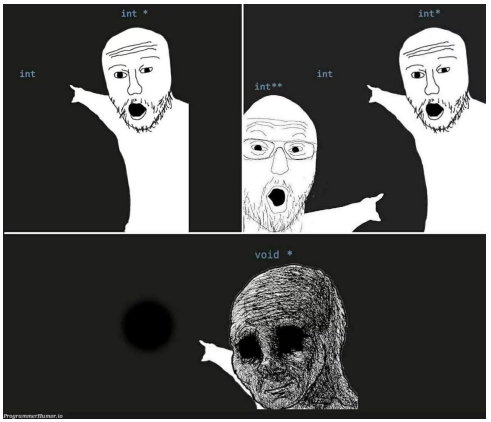 int *
int
int*
int
int**
void *
ProgrammerHumor.io